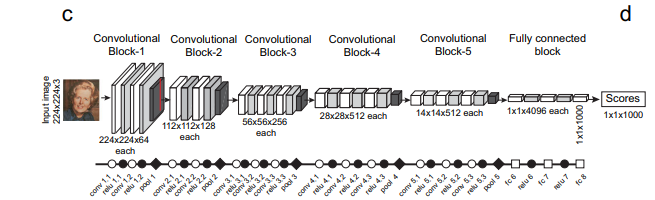 c
d
Convolutional
Block-1
Convolutional
Block-2
Convolutional
Block-3
Convolutional
Block-4
Convolutional
Block-5
Fully connected
block
Input image
224x224x3
224x224x64
each
112x112x128
each
56x56x256
each
28x28x512 each
14x14x512 each
1x1x4096 each
1x1x1000
Scores
1x1x1000
conv 1.1
relu 1.1
conv 1.2
relu 1.2
pool 1
conv 2.1
relu 2.1
conv 2.2
relu 2.2
pool 2
conv 3.1
relu 3.1
conv 3.2
relu 3.2
conv 3.3
relu 3.3
pool 3
conv 4.1
relu 4.1
conv 4.2
relu 4.2
conv 4.3
relu 4.3
pool 4
conv 5.1
relu 5.1
conv 5.2
relu 5.2
conv 5.3
relu 5.3
pool 5
fc 6
relu 6
fc 7
relu 7
fc 8